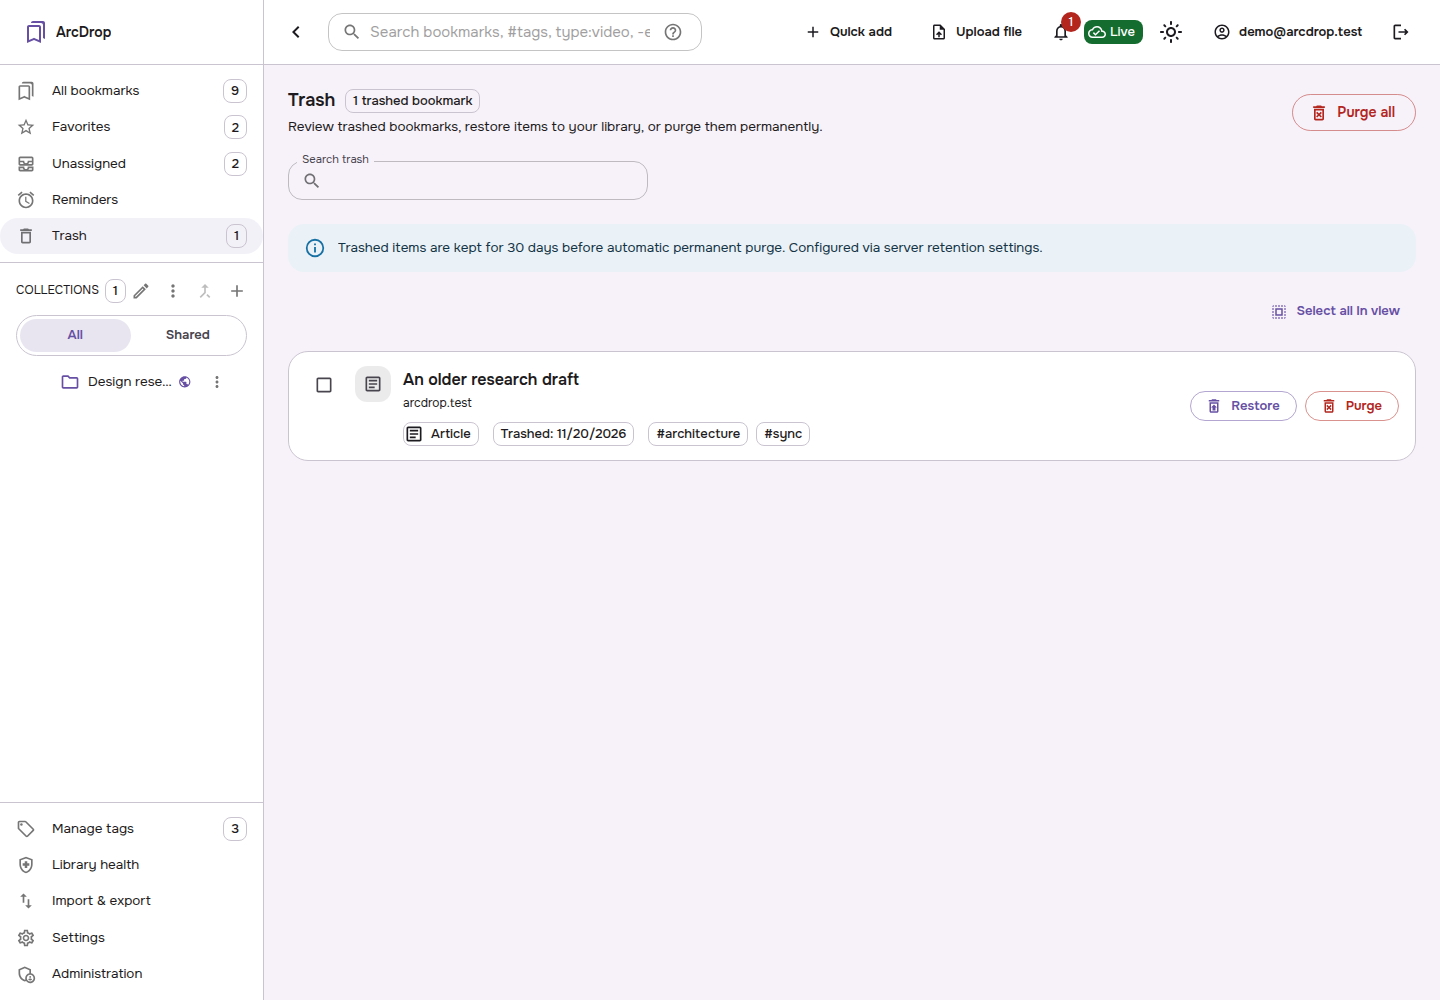 ArcDrop
Search bookmarks, #tags, type:video, -e
Quick add
Upload file
1
Live
demo@arcdrop.test
All bookmarks 9
Favorites 2
Unassigned 2
Reminders
Trash 1
COLLECTIONS 1
All Shared
Design rese...
Manage tags 3
Library health
Import & export
Settings
Administration
Trash 1 trashed bookmark
Review trashed bookmarks, restore items to your library, or purge them permanently.
Purge all
Search trash
Trashed items are kept for 30 days before automatic permanent purge. Configured via server retention settings.
Select all in view
An older research draft
arcdrop.test
Article Trashed: 11/20/2026 #architecture #sync
Restore Purge